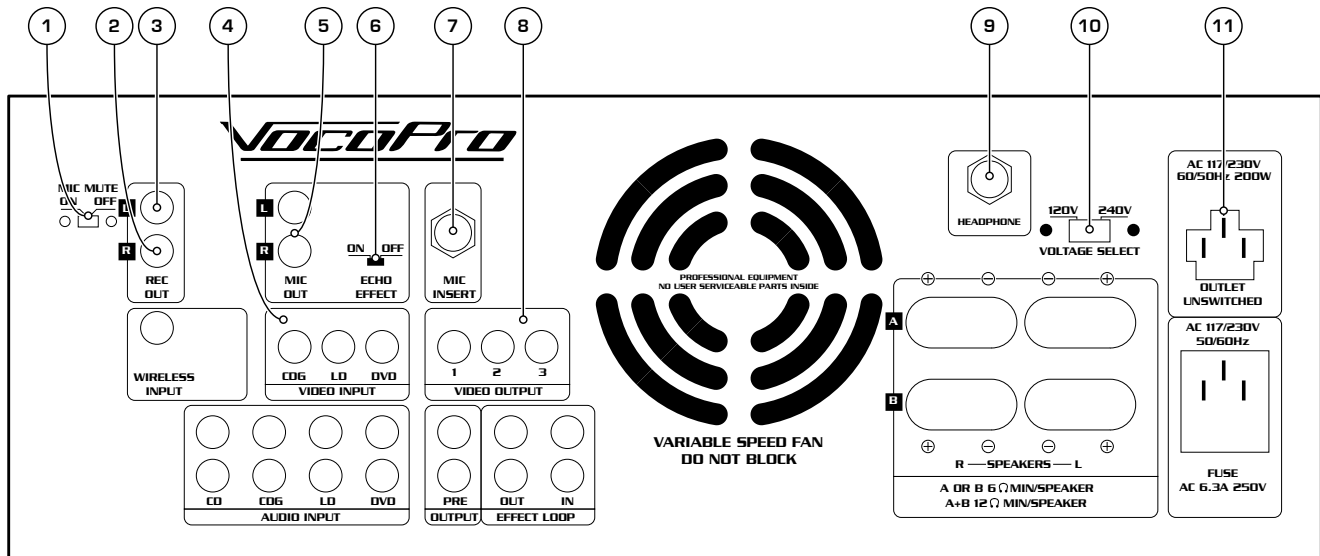 1 2 3 4 5 6 7 8 9 10 11
VocoPro
MIC MUTE
ON OFF
L
R
REC
OUT
L
R
MIC
OUT
ON OFF
ECHO
EFFECT
MIC
INSERT
WIRELESS
INPUT
CDG LD DVD
VIDEO INPUT
1 2 3
VIDEO OUTPUT
CD CDG LD DVD
AUDIO INPUT
PRE
OUTPUT
OUT IN
EFFECT LOOP
PROFESSIONAL EQUIPMENT
NO USER SERVICEABLE PARTS INSIDE
VARIABLE SPEED FAN
DO NOT BLOCK
HEADPHONE
120V 240V
VOLTAGE SELECT
+ − − +
A
B
+ − − +
R — SPEAKERS — L
A OR B 6 Ω MIN/SPEAKER
A+B 12 Ω MIN/SPEAKER
AC 117/230V
60/50Hz 200W
OUTLET
UNSWITCHED
AC 117/230V
50/60Hz
FUSE
AC 6.3A 250V